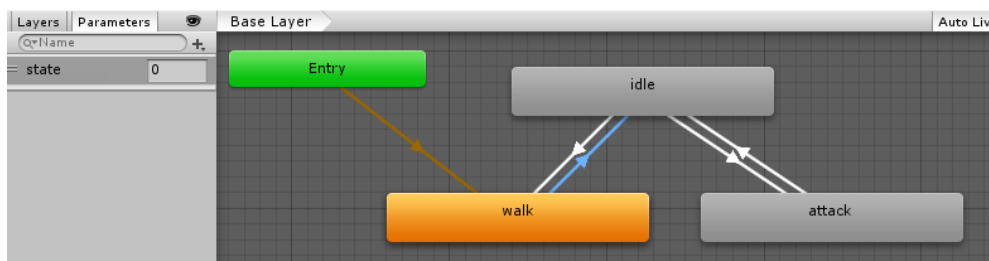 Layers Parameters Base Layer Auto Liv
Name
state 0
Entry
idle
walk
attack